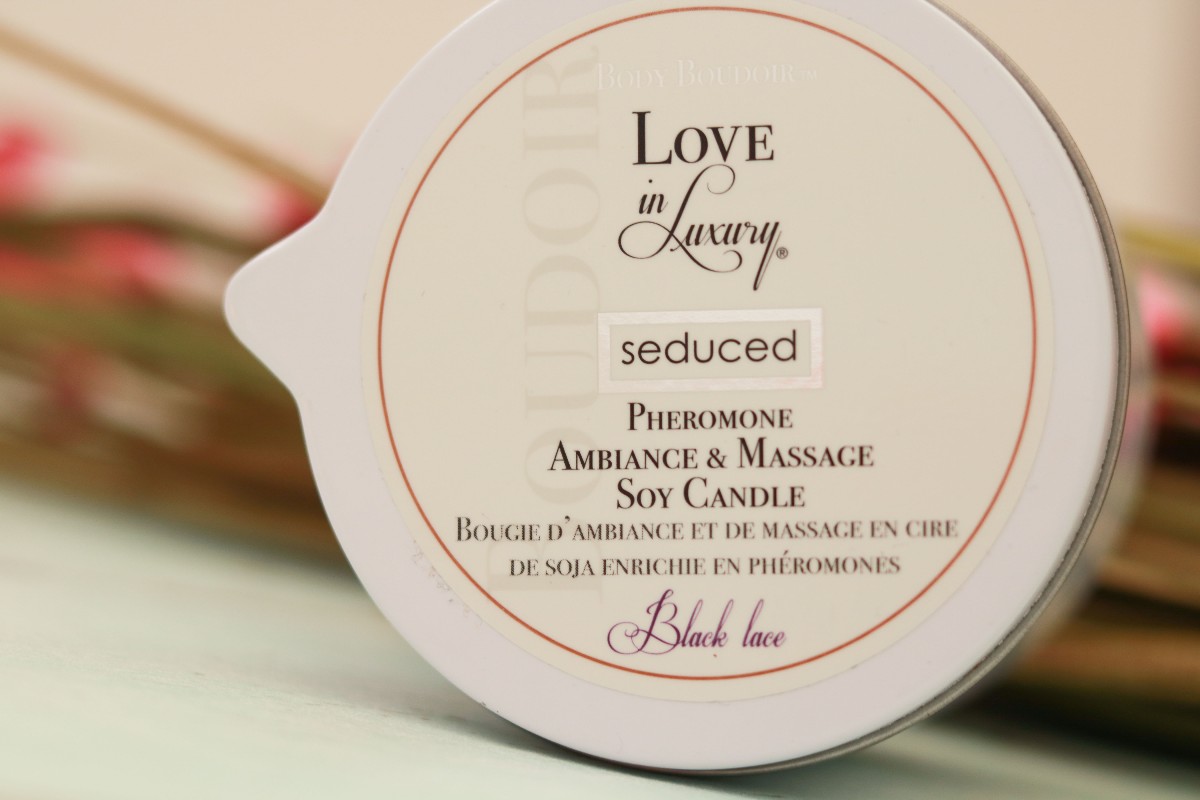 BODY BOUDOIR™
BOUDOIR
LOVE
in Luxury®
seduced
PHEROMONE
AMBIANCE & MASSAGE
SOY CANDLE
BOUGIE D'AMBIANCE ET DE MASSAGE EN CIRE
DE SOJA ENRICHIE EN PHÉROMONES
Black lace